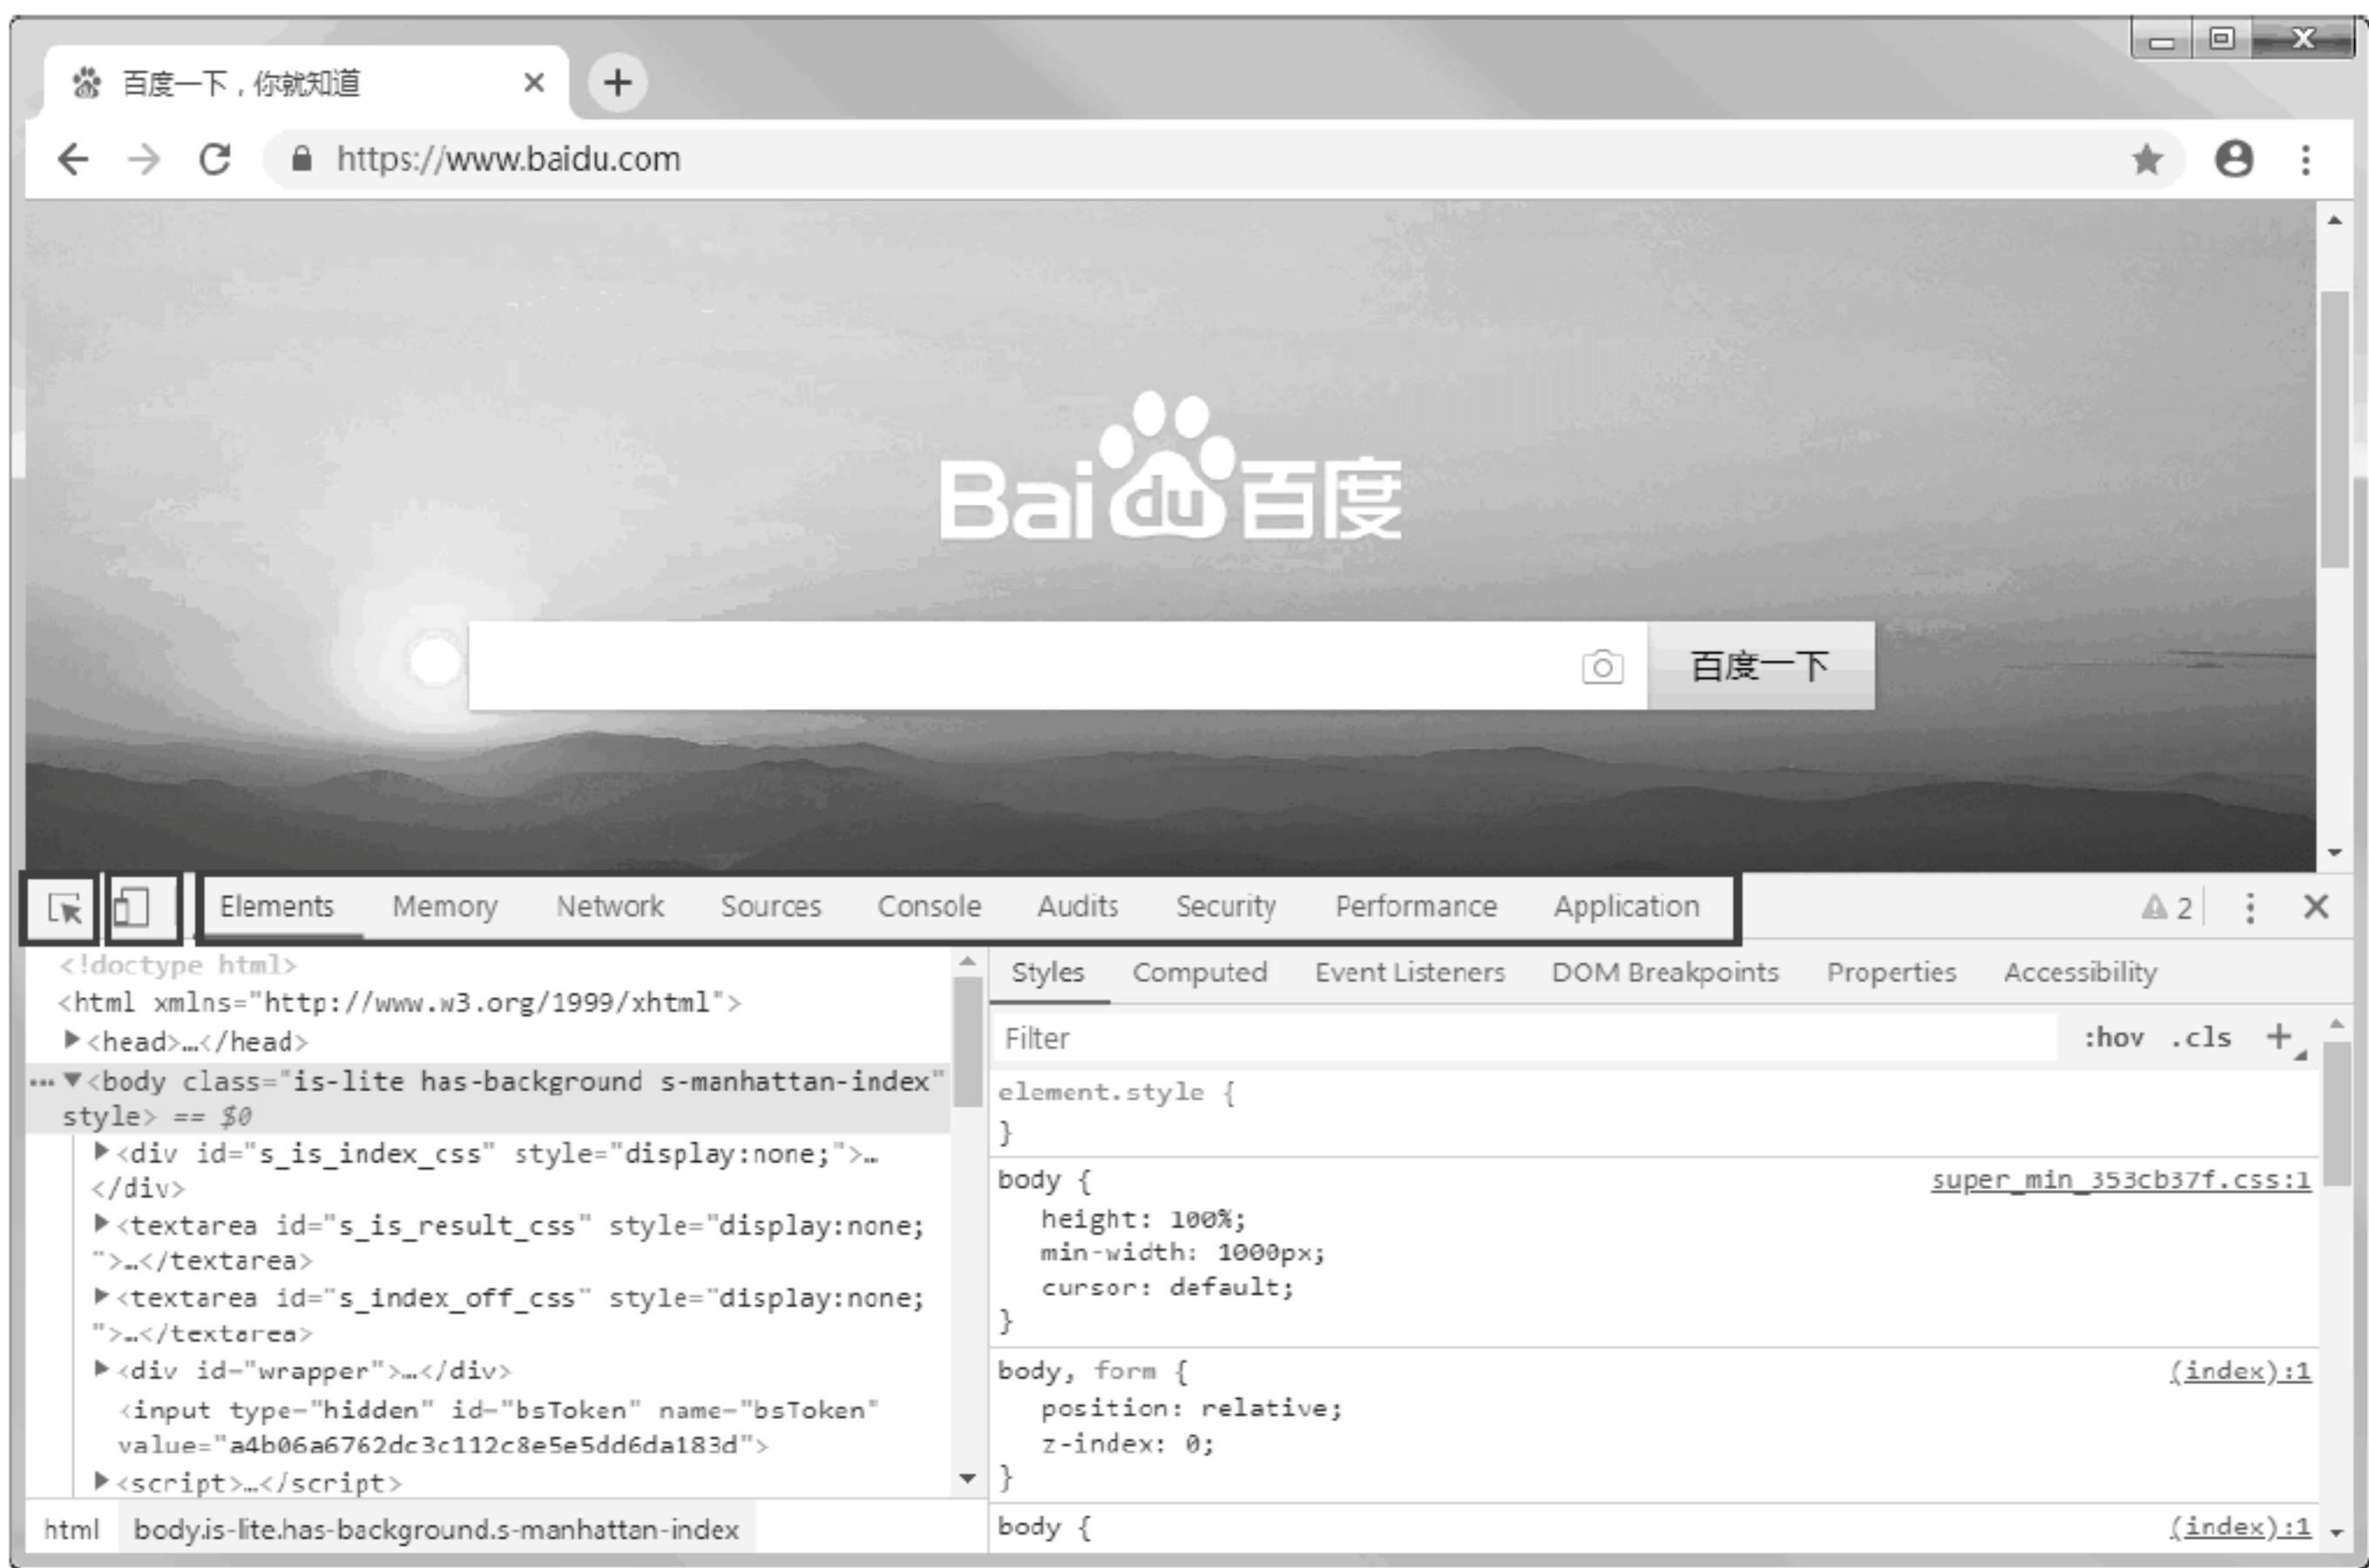 百度一下，你就知道
https://www.baidu.com
Bai du 百度
百度一下
Elements Memory Network Sources Console Audits Security Performance Application 2
<!doctype html>
<html xmlns="http://www.w3.org/1999/xhtml">
<head>…</head>
<body class="is-lite has-background s-manhattan-index"
style> == $0
<div id="s_is_index_css" style="display:none;">…
</div>
<textarea id="s_is_result_css" style="display:none;
">…</textarea>
<textarea id="s_index_off_css" style="display:none;
">…</textarea>
<div id="wrapper">…</div>
<input type="hidden" id="bsToken" name="bsToken"
value="a4b06a6762dc3c112c8e5e5dd6da183d">
<script>…</script>
html body.is-lite.has-background.s-manhattan-index
Styles Computed Event Listeners DOM Breakpoints Properties Accessibility
Filter :hov .cls +
element.style {
}
body { super_min_353cb37f.css:1
height: 100%;
min-width: 1000px;
cursor: default;
}
body, form { (index):1
position: relative;
z-index: 0;
}
body { (index):1